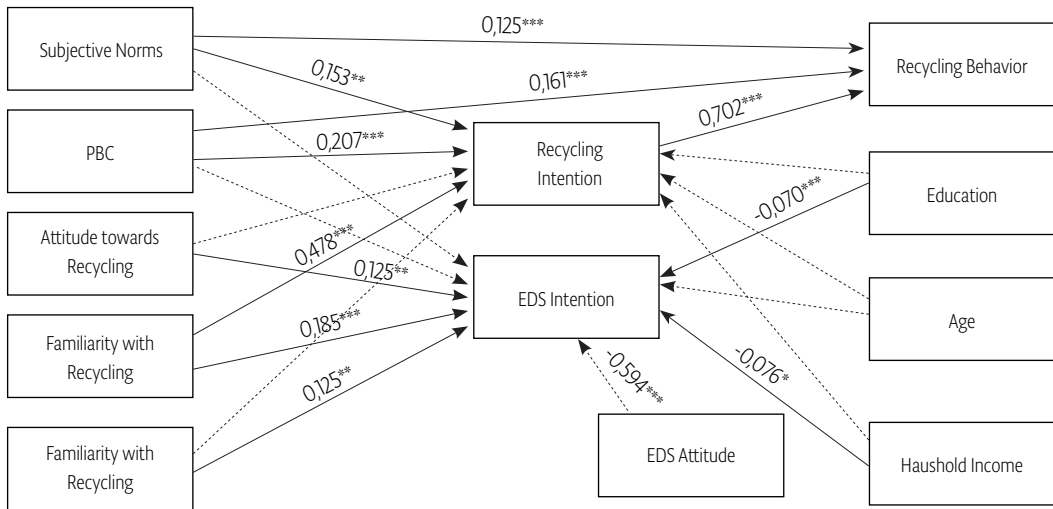 Subjective Norms
0,125***
Recycling Behavior
0,153**
0,161***
PBC
0,207***
0,702***
Recycling
Intention
Education
-0,070***
Attitude towards
Recycling
0,478***
0,125**
EDS Intention
Age
Familiarity with
Recycling
0,185***
0,125**
-0,594***
-0,076*
Familiarity with
Recycling
EDS Attitude
Haushold Income